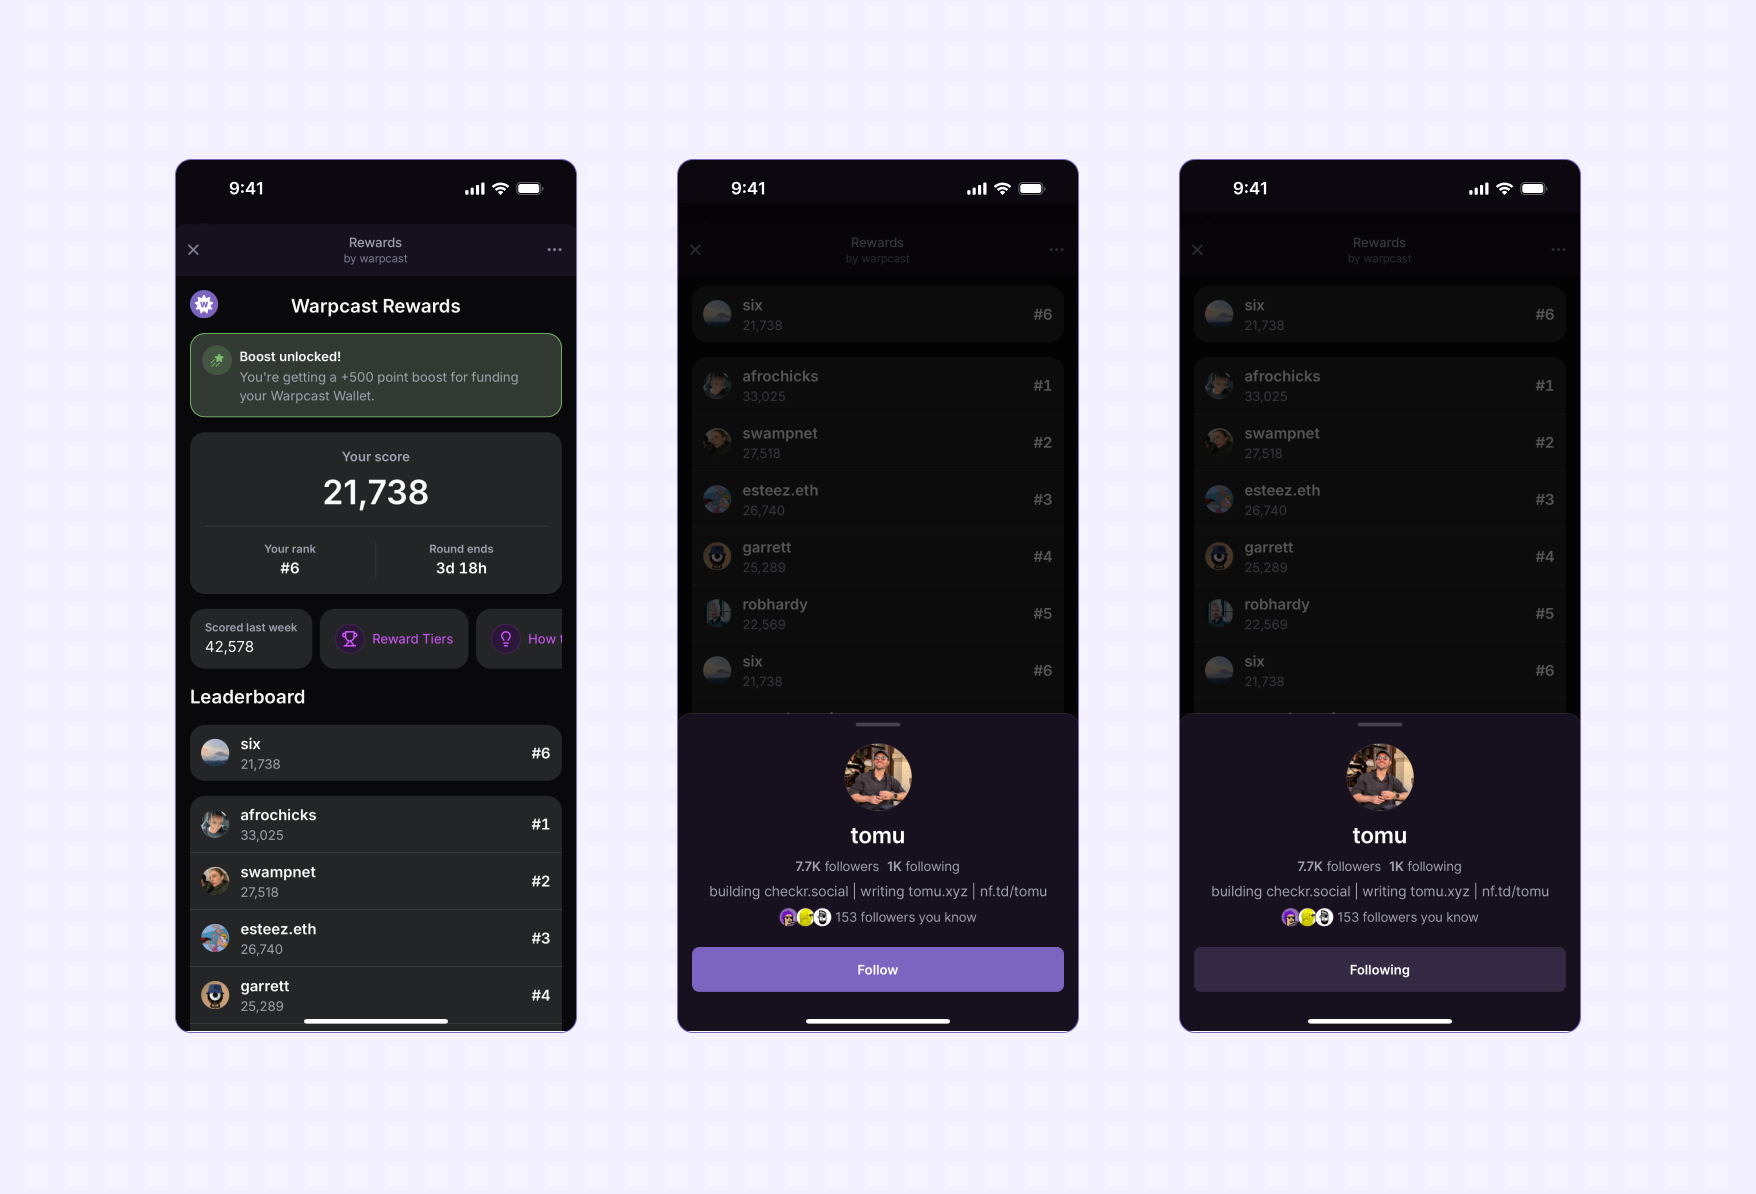 9:41
Rewards
by warpcast
Warpcast Rewards
Boost unlocked!
You're getting a +500 point boost for funding
your Warpcast Wallet.
Your score
21,738
Your rank
#6
Round ends
3d 18h
Scored last week
42,578
Reward Tiers
How
Leaderboard
six
21,738
#6
afrochicks
33,025
#1
swampnet
27,518
#2
esteez.eth
26,740
#3
garrett
25,289
#4
9:41
Rewards
by warpcast
six
21,738
#6
afrochicks
33,025
#1
swampnet
27,518
#2
esteez.eth
26,740
#3
garrett
25,289
#4
robhardy
22,569
#5
six
21,738
#6
tomu
7.7K followers 1K following
building checkr.social | writing tomu.xyz | nf.td/tomu
153 followers you know
Follow
9:41
Rewards
by warpcast
six
21,738
#6
afrochicks
33,025
#1
swampnet
27,518
#2
esteez.eth
26,740
#3
garrett
25,289
#4
robhardy
22,569
#5
six
21,738
#6
tomu
7.7K followers 1K following
building checkr.social | writing tomu.xyz | nf.td/tomu
153 followers you know
Following